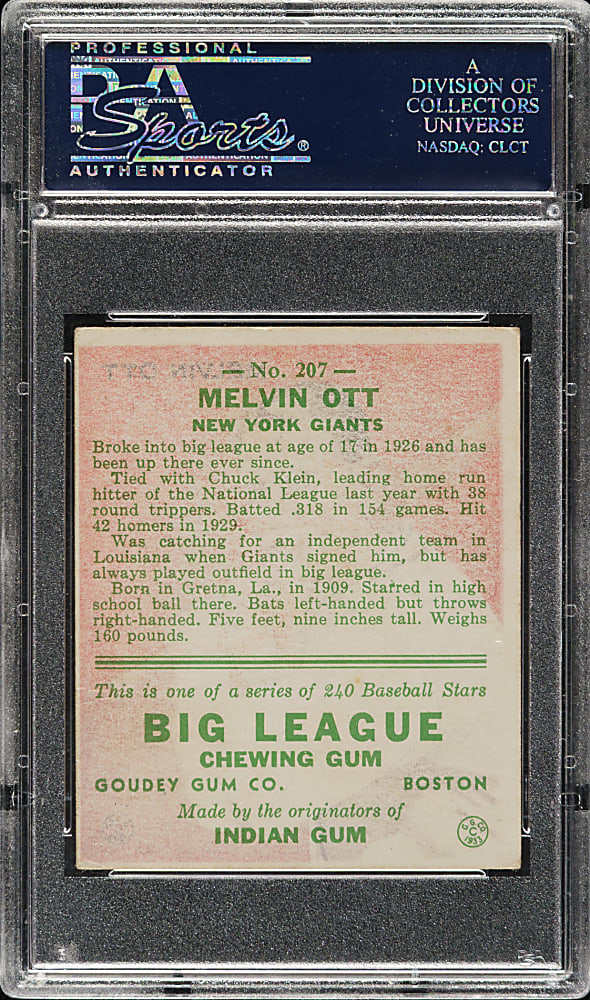 PROFESSIONAL
PSA
Sports®
AUTHENTICATOR
A
DIVISION OF
COLLECTORS
UNIVERSE
NASDAQ: CLCT
— No. 207 —
MELVIN OTT
NEW YORK GIANTS
Broke into big league at age of 17 in 1926 and has
been up there ever since.
Tied with Chuck Klein, leading home run
hitter of the National League last year with 38
round trippers. Batted .318 in 154 games. Hit
42 homers in 1929.
Was catching for an independent team in
Louisiana when Giants signed him, but has
always played outfield in big league.
Born in Gretna, La., in 1909. Starred in high
school ball there. Bats left-handed but throws
right-handed. Five feet, nine inches tall. Weighs
160 pounds.
This is one of a series of 240 Baseball Stars
BIG LEAGUE
CHEWING GUM
GOUDEY GUM CO. BOSTON
Made by the originators of
INDIAN GUM
G. G. CO.
C
1933